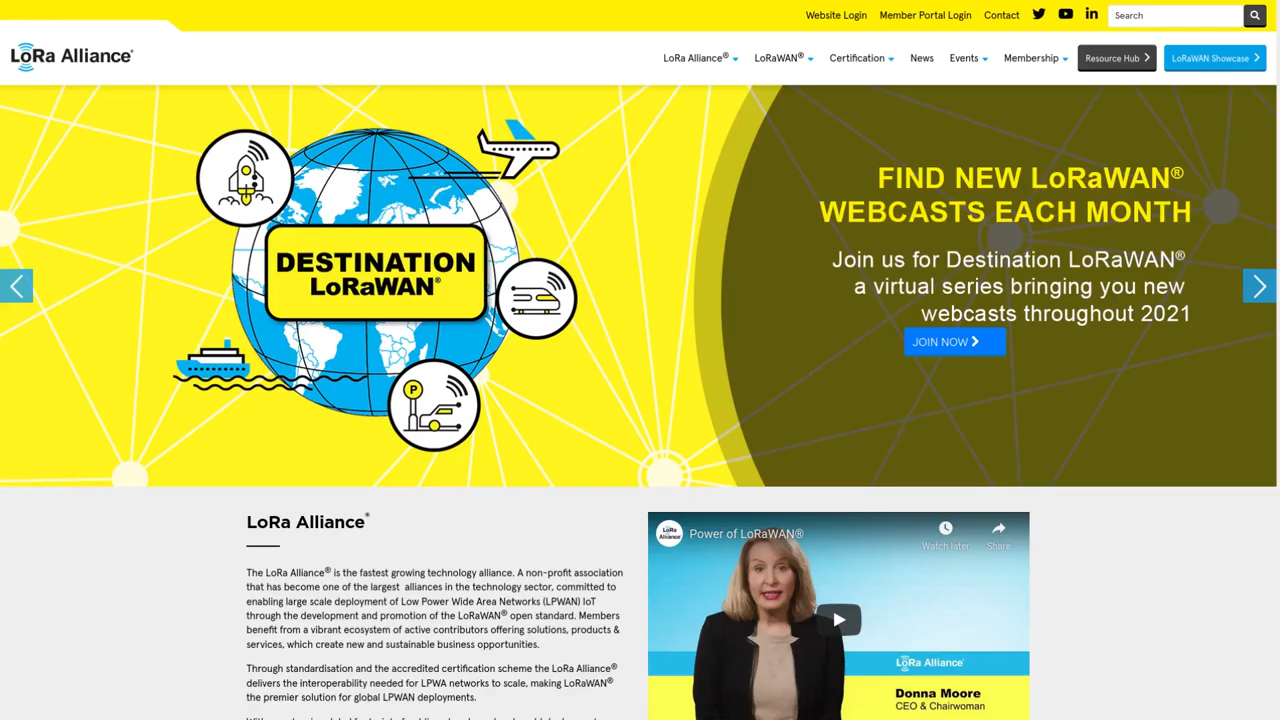 Website Login
Member Portal Login
Contact
Search
LoRa Alliance®
LoRa Alliance®
LoRaWAN®
Certification
News
Events
Membership
Resource Hub
LoRaWAN Showcase
DESTINATION
LoRaWAN®
P
FIND NEW LoRaWAN®
WEBCASTS EACH MONTH
Join us for Destination LoRaWAN®
a virtual series bringing you new
webcasts throughout 2021
JOIN NOW
LoRa Alliance®
The LoRa Alliance® is the fastest growing technology alliance. A non-profit association
that has become one of the largest alliances in the technology sector, committed to
enabling large scale deployment of Low Power Wide Area Networks (LPWAN) IoT
through the development and promotion of the LoRaWAN® open standard. Members
benefit from a vibrant ecosystem of active contributors offering solutions, products &
services, which create new and sustainable business opportunities.
Through standardisation and the accredited certification scheme the LoRa Alliance®
delivers the interoperability needed for LPWA networks to scale, making LoRaWAN®
the premier solution for global LPWAN deployments.
LoRa Alliance
Power of LoRaWAN®
Watch later
Share
LoRa Alliance®
Donna Moore
CEO & Chairwoman